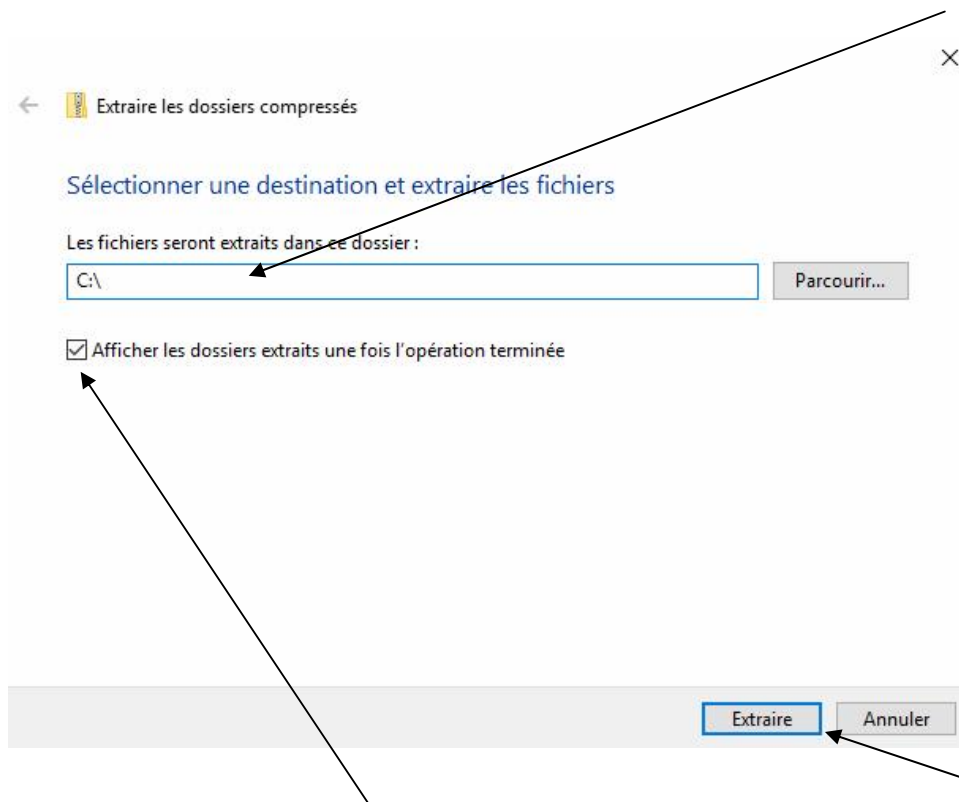 Extraire les dossiers compressés
Sélectionner une destination et extraire les fichiers
Les fichiers seront extraits dans ce dossier :
C:\
Parcourir...
Afficher les dossiers extraits une fois l'opération terminée
Extraire
Annuler